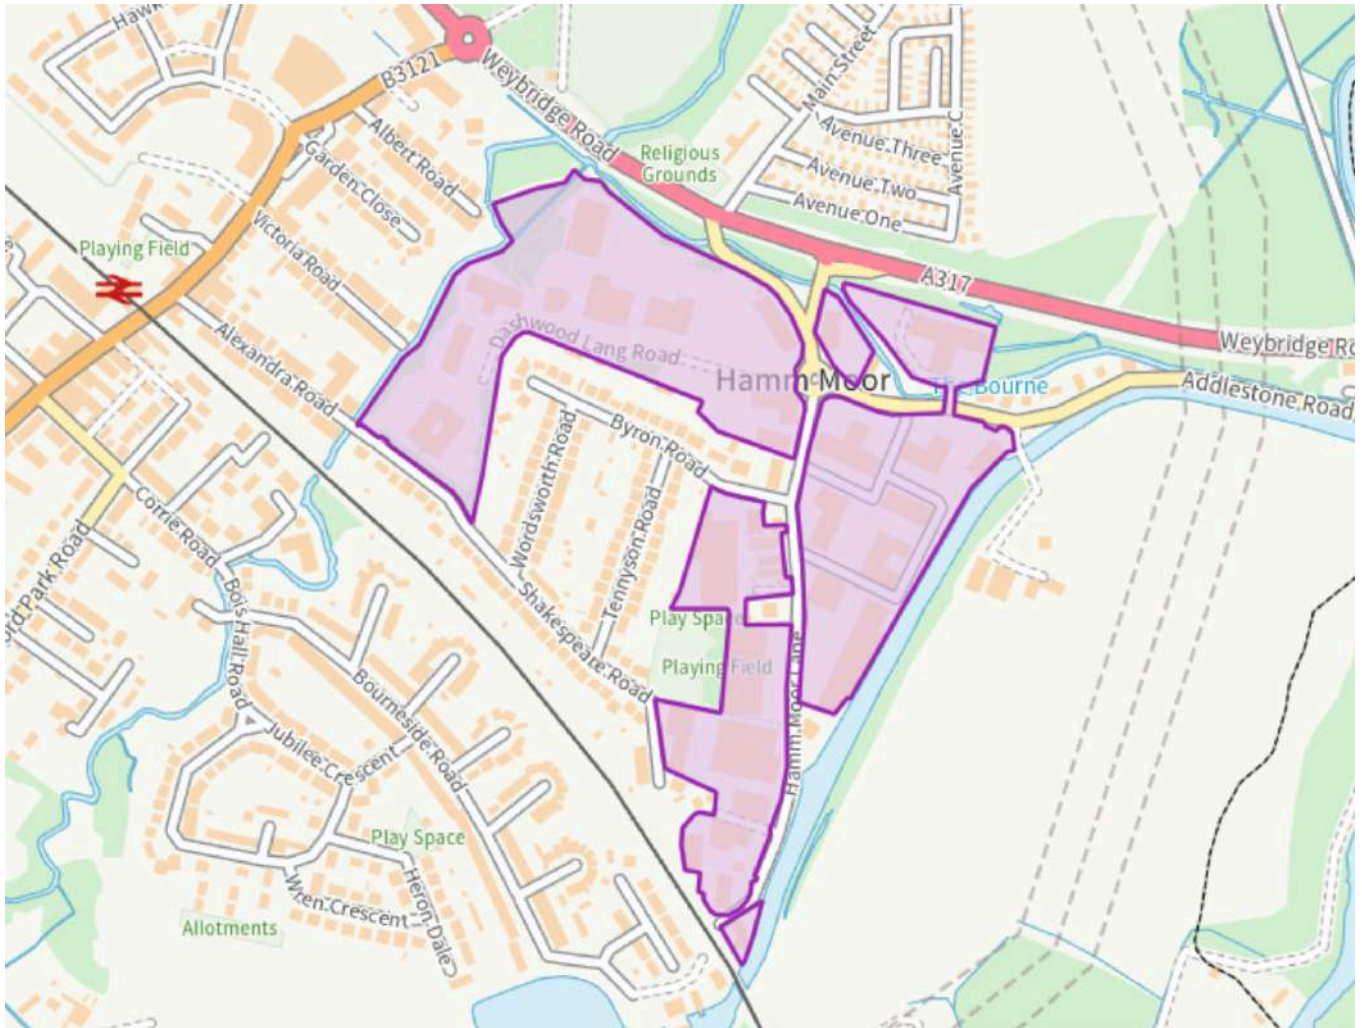 Hawk
B3121
Weybridge Road
Main Street
Albert Road
Garden Close
Religious
Grounds
Avenue Three
Avenue Two
Avenue One
Avenue C
Victoria Road
Playing Field
A317
Weybridge Ro
Alexandra Road
Dashwood Lang Road
Hamm Moor
The Bourne
Addlestone Road
Byron Road
Wordsworth Road
Tennyson Road
Corrie Road
ord Park Road
Bois Hall Road
Shakespeare Road
Play Space
Playing Field
Hamm Moor Lane
Bourneside Road
Jubilee Crescent
Play Space
Heron Dale
Wren Crescent
Allotments